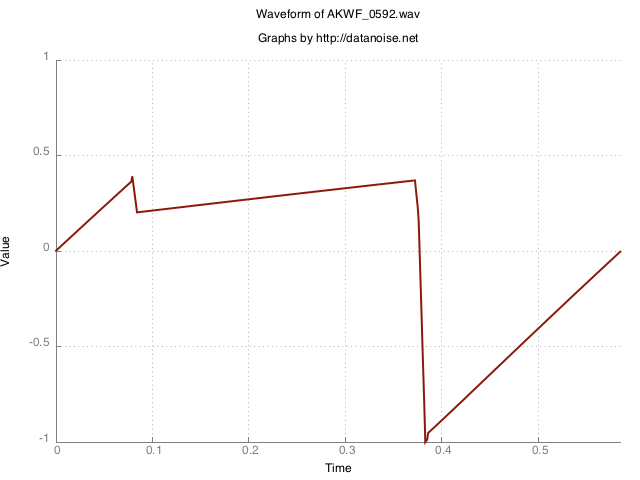 Waveform of AKWF_0592.wav
Graphs by http://datanoise.net
1
0.5
0
-0.5
-1
Value
0 0.1 0.2 0.3 0.4 0.5
Time